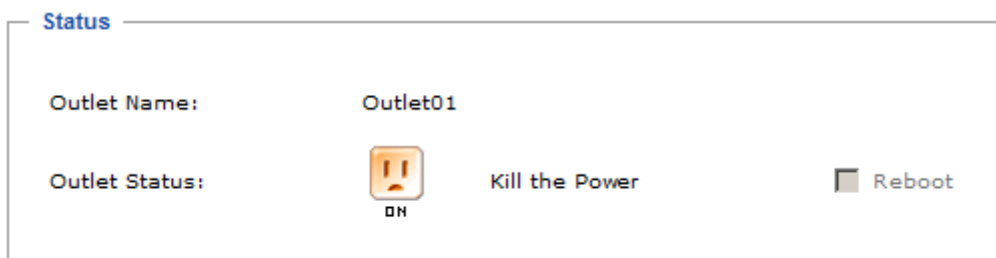 Status
Outlet Name: Outlet01
Outlet Status: Kill the Power Reboot
ON